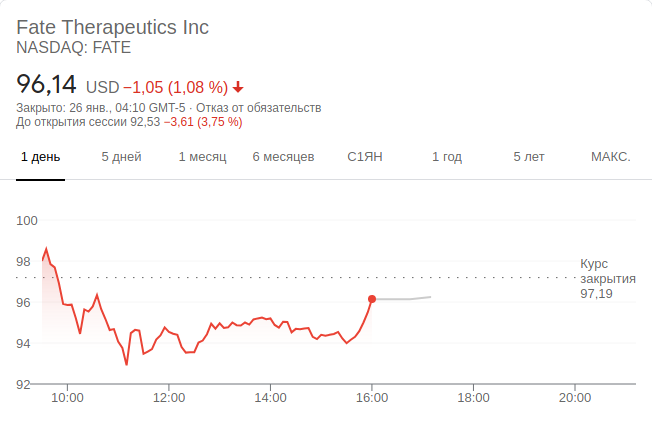 Fate Therapeutics Inc
NASDAQ: FATE
96,14 USD −1,05 (1,08 %)
Закрыто: 26 янв., 04:10 GMT-5 · Отказ от обязательств
До открытия сессии 92,53 −3,61 (3,75 %)
1 день 5 дней 1 месяц 6 месяцев С1ЯН 1 год 5 лет МАКС.
100
98
96
94
92
Курс
закрытия
97,19
10:00 12:00 14:00 16:00 18:00 20:00